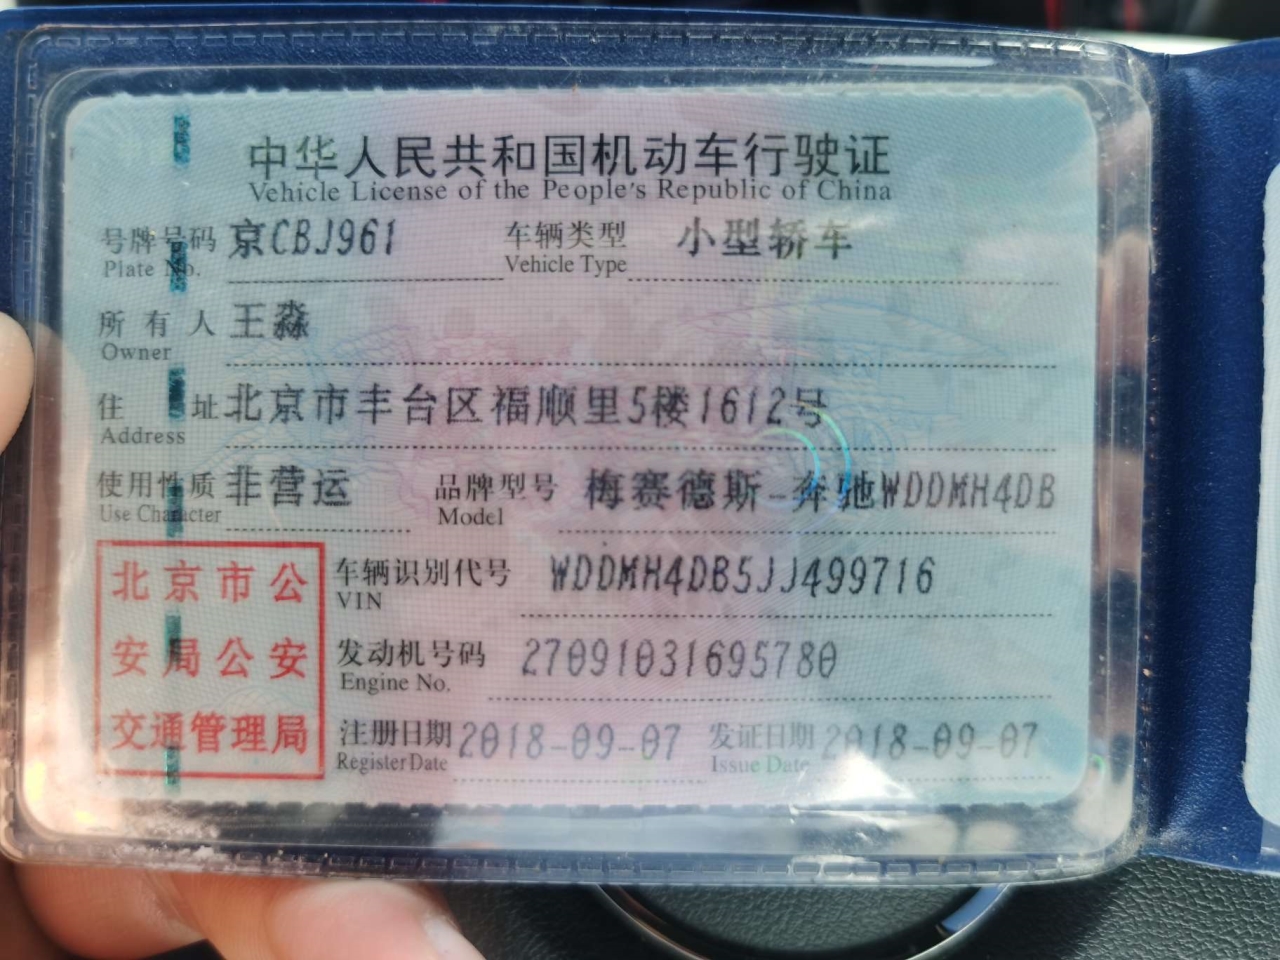 中华人民共和国机动车行驶证
Vehicle License of the People's Republic of China
号牌号码 京CBJ961 车辆类型 小型轿车
Plate No. Vehicle Type
所有人 王淼
Owner
住址 北京市丰台区福顺里5楼1612号
Address
使用性质 非营运 品牌型号 梅赛德斯-奔驰WDDMH4DB
Use Character Model
北京市公
安局公安
交通管理局
车辆识别代号 WDDMH4DB5JJ499716
VIN
发动机号码 27091031695780
Engine No.
注册日期 2018-09-07 发证日期 2018-09-07
Register Date Issue Date